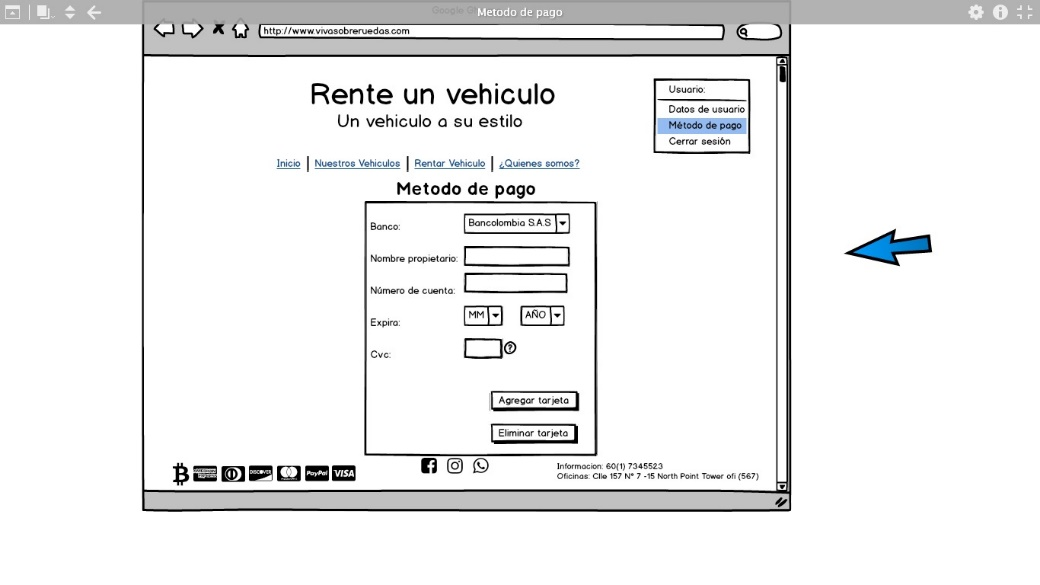 Metodo de pago
http://www.vivasobreruedas.com
Rente un vehiculo
Un vehiculo a su estilo
Usuario:
Datos de usuario
Método de pago
Cerrar sesión
Inicio | Nuestros Vehiculos | Rentar Vehiculo | ¿Quienes somos?
Metodo de pago
Banco: Bancolombia S.A.S
Nombre propietario:
Número de cuenta:
Expira: MM AÑO
Cvc: ?
Agregar tarjeta
Eliminar tarjeta
DISCOVER PayPal VISA
Informacion: 60(1) 7345523
Oficinas: Clle 157 N° 7 -15 North Point Tower ofi (567)